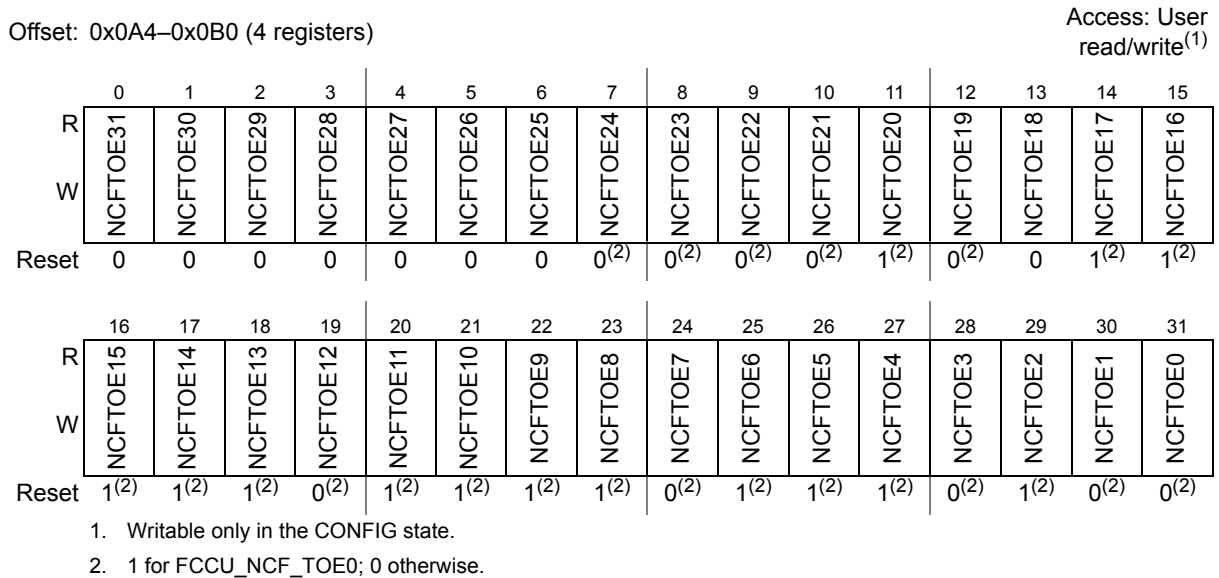 Offset: 0x0A4–0x0B0 (4 registers) Access: User read/write(1)
0 1 2 3 4 5 6 7 8 9 10 11 12 13 14 15
R NCFTOE31 NCFTOE30 NCFTOE29 NCFTOE28 NCFTOE27 NCFTOE26 NCFTOE25 NCFTOE24 NCFTOE23 NCFTOE22 NCFTOE21 NCFTOE20 NCFTOE19 NCFTOE18 NCFTOE17 NCFTOE16
W
Reset 0 0 0 0 0 0 0 0(2) 0(2) 0(2) 0(2) 1(2) 0(2) 0 1(2) 1(2)
16 17 18 19 20 21 22 23 24 25 26 27 28 29 30 31
R NCFTOE15 NCFTOE14 NCFTOE13 NCFTOE12 NCFTOE11 NCFTOE10 NCFTOE9 NCFTOE8 NCFTOE7 NCFTOE6 NCFTOE5 NCFTOE4 NCFTOE3 NCFTOE2 NCFTOE1 NCFTOE0
W
Reset 1(2) 1(2) 1(2) 0(2) 1(2) 1(2) 1(2) 1(2) 0(2) 1(2) 1(2) 1(2) 0(2) 1(2) 0(2) 0(2)
1. Writable only in the CONFIG state.
2. 1 for FCCU_NCF_TOE0; 0 otherwise.